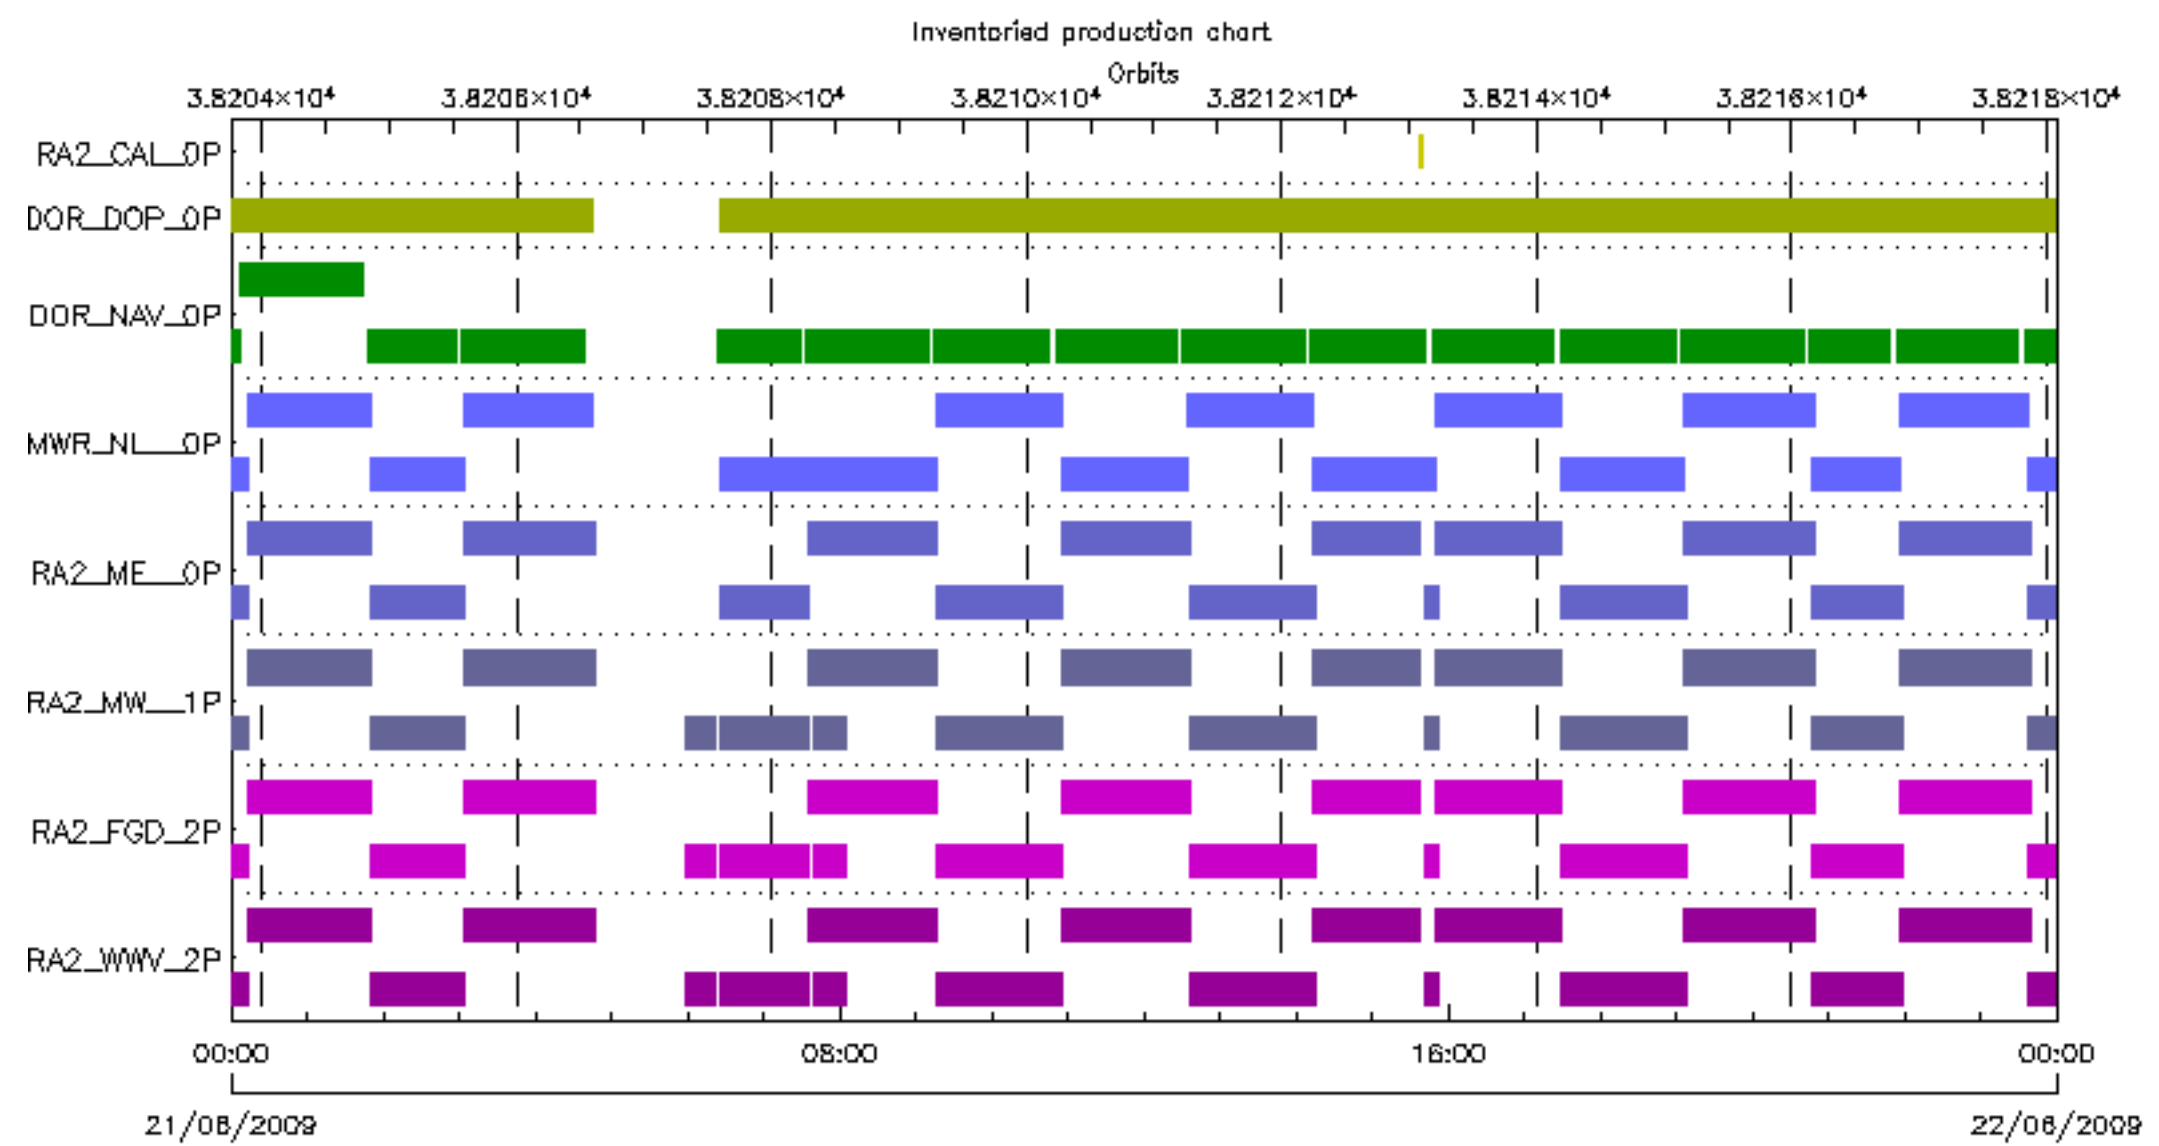 Inventoried production chart
Orbits
3.8204×10⁴ 3.8206×10⁴ 3.8208×10⁴ 3.8210×10⁴ 3.8212×10⁴ 3.8214×10⁴ 3.8216×10⁴ 3.8218×10⁴
RA2_CAL_0P
DOR_DOP_0P
DOR_NAV_0P
MWR_NL__0P
RA2_ME__0P
RA2_MW__1P
RA2_FGD_2P
RA2_WWV_2P
00:00 08:00 16:00 00:00
21/06/2009 22/06/2009